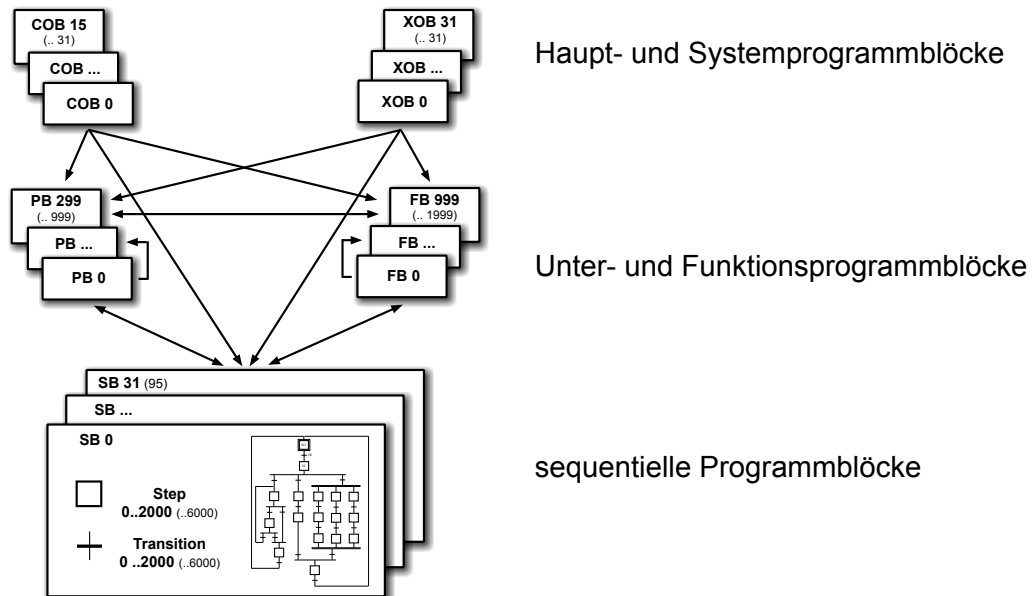 COB 15
(.. 31)
COB ...
COB 0
XOB 31
(.. 31)
XOB ...
XOB 0
Haupt- und Systemprogrammblöcke
PB 299
(.. 999)
PB ...
PB 0
FB 999
(.. 1999)
FB ...
FB 0
Unter- und Funktionsprogrammblöcke
SB 31 (95)
SB ...
SB 0
Step
0..2000 (..6000)
Transition
0 ..2000 (..6000)
sequentielle Programmblöcke